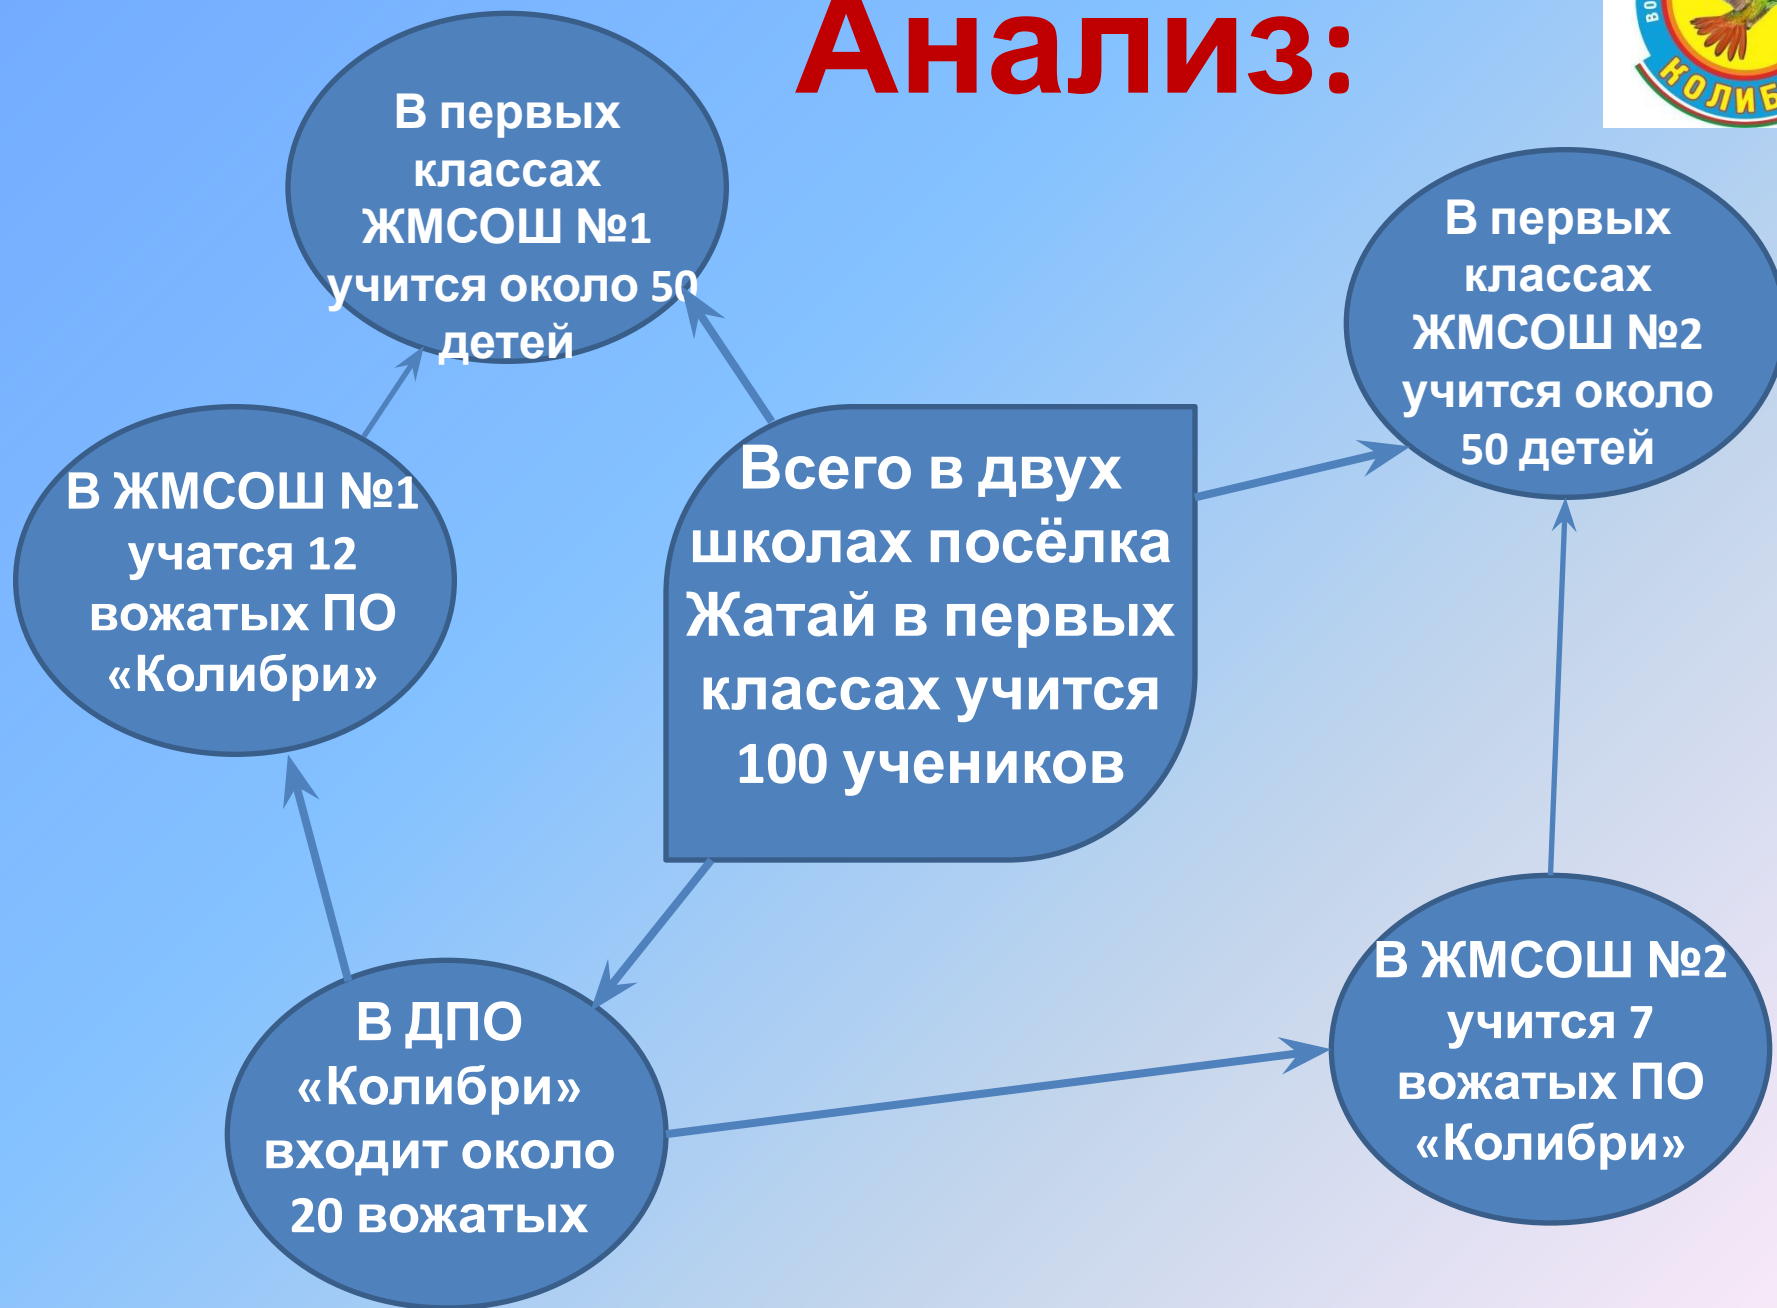 Анализ:
В первых
классах
ЖМСОШ №1
учится около 50
детей
В первых
классах
ЖМСОШ №2
учится около
50 детей
Всего в двух
школах посёлка
Жатай в первых
классах учится
100 учеников
В ЖМСОШ №1
учатся 12
вожатых ПО
«Колибри»
В ДПО
«Колибри»
входит около
20 вожатых
В ЖМСОШ №2
учится 7
вожатых ПО
«Колибри»